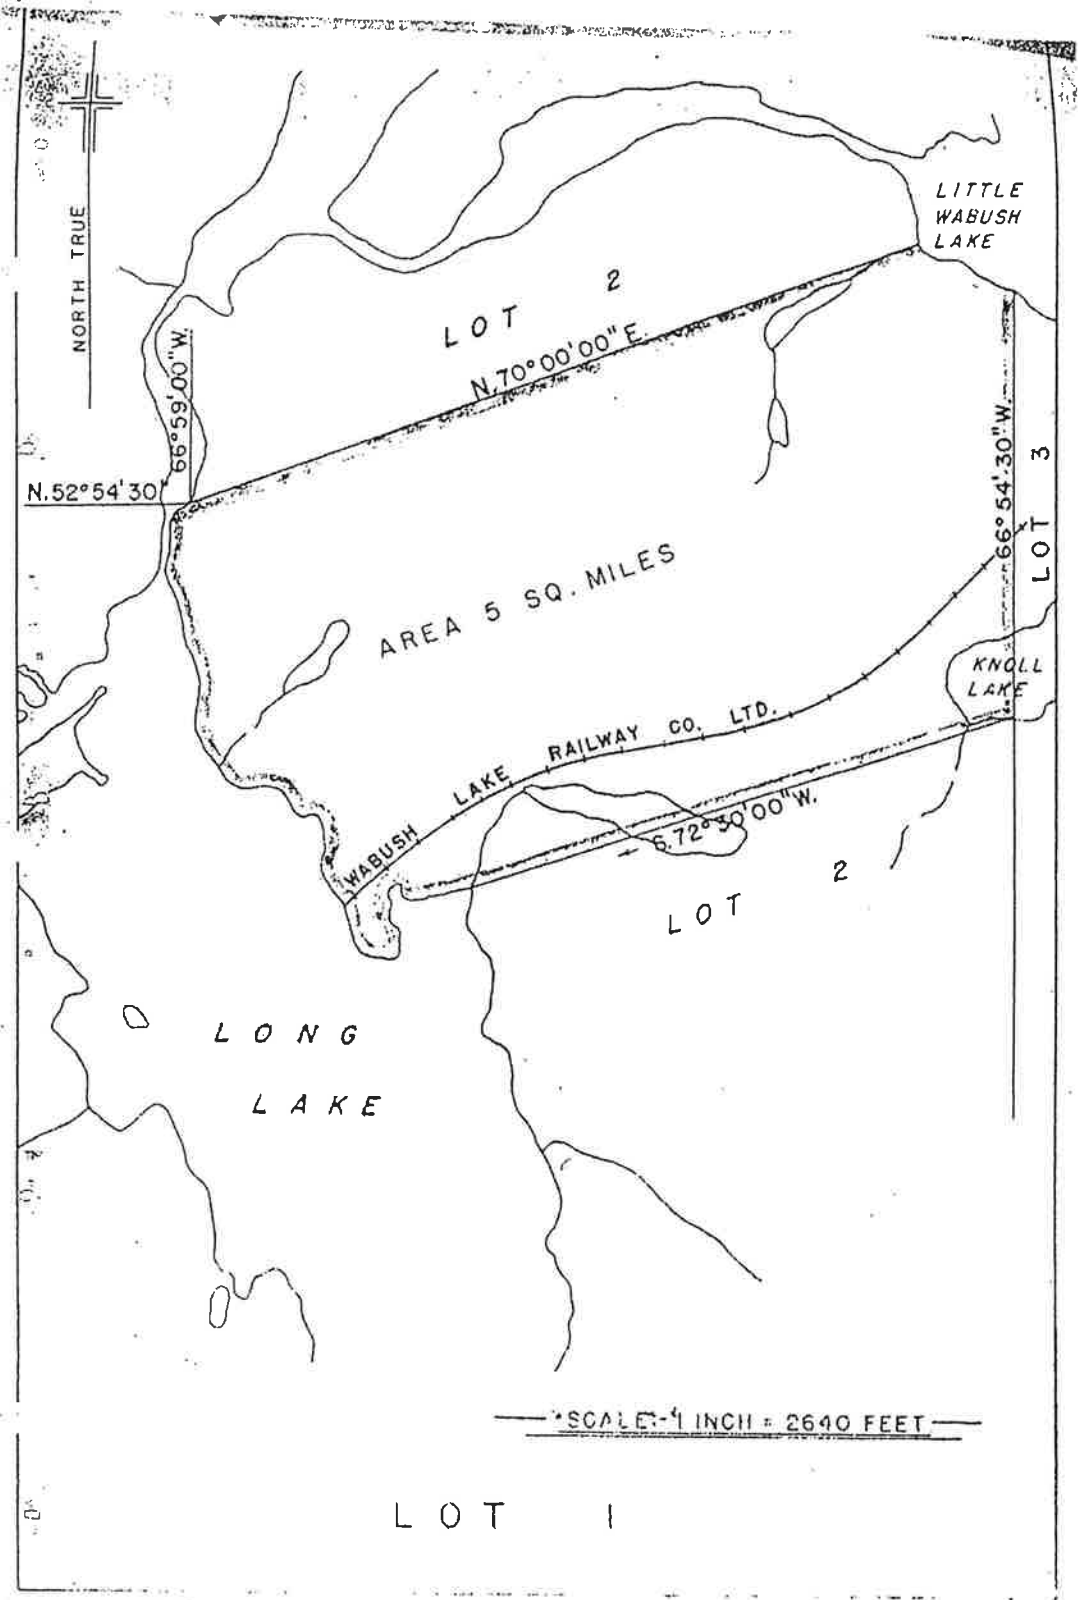 NORTH TRUE
LITTLE
WABUSH
LAKE
LOT 2
N.70°00'00"E.
66°59'00"W.
N.52°54'30"
66°54'30"W.
LOT 3
AREA 5 SQ. MILES
KNOLL
LAKE
WABUSH LAKE RAILWAY CO. LTD.
S.72°30'00"W.
LOT 2
LONG
LAKE
SCALE:-1 INCH = 2640 FEET
LOT 1